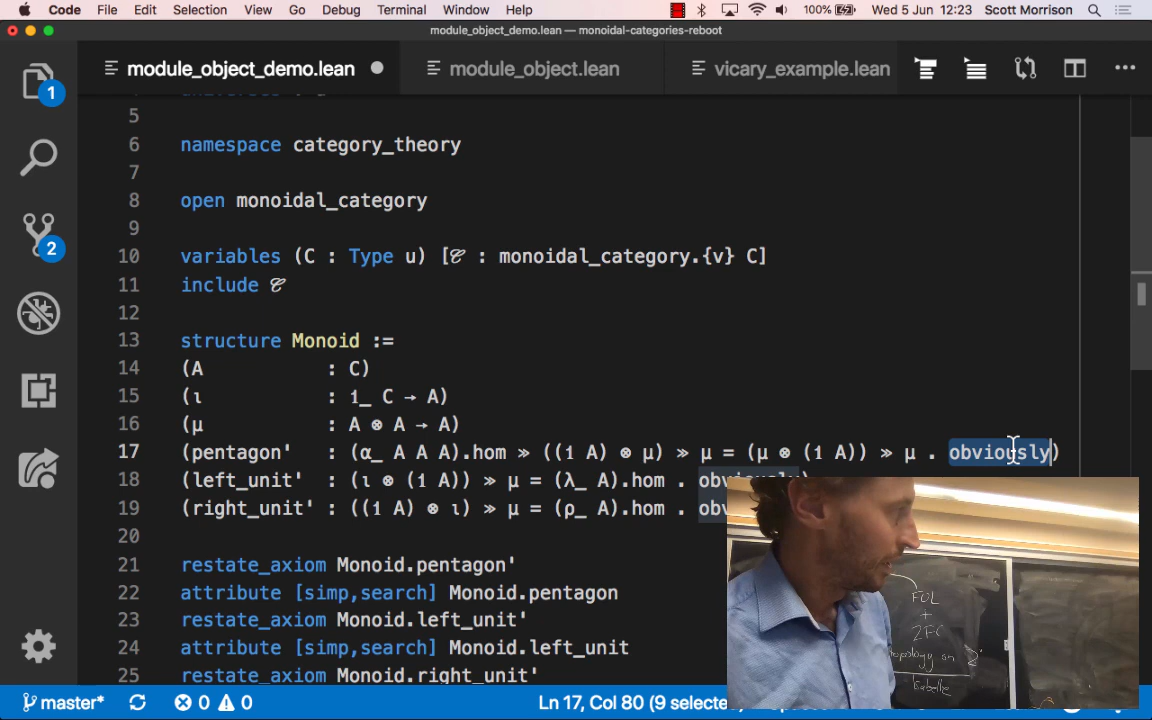 Code File Edit Selection View Go Debug Terminal Window Help 100% Wed 5 Jun 12:23 Scott Morrison
module_object_demo.lean — monoidal-categories-reboot
module_object_demo.lean module_object.lean vicary_example.lean
5
6 namespace category_theory
7
8 open monoidal_category
9
10 variables (C : Type u) [𝒞 : monoidal_category.{v} C]
11 include 𝒞
12
13 structure Monoid :=
14 (A : C)
15 (ι : 1_ C → A)
16 (μ : A ⊗ A → A)
17 (pentagon' : (α_ A A A).hom ≫ ((1 A) ⊗ μ) ≫ μ = (μ ⊗ (1 A)) ≫ μ . obviously)
18 (left_unit' : (ι ⊗ (1 A)) ≫ μ = (λ_ A).hom .
19 (right_unit' : ((1 A) ⊗ ι) ≫ μ = (ρ_ A).hom .
20
21 restate_axiom Monoid.pentagon'
22 attribute [simp,search] Monoid.pentagon
23 restate_axiom Monoid.left_unit'
24 attribute [simp,search] Monoid.left_unit
25 restate_axiom Monoid.right_unit'
1
2
FOL
+
ZFC
topology on
Isabelle
master* 0 0 Ln 17, Col 80 (9 selecte